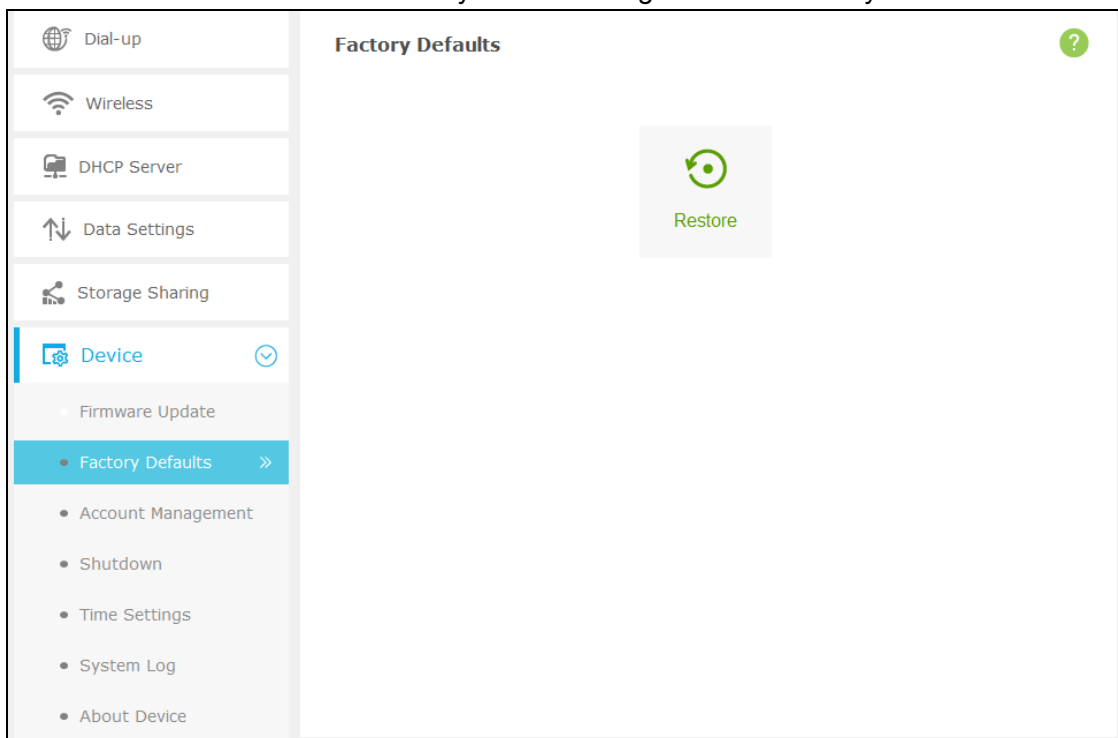 Dial-up
Wireless
DHCP Server
Data Settings
Storage Sharing
Device
Firmware Update
Factory Defaults »
Account Management
Shutdown
Time Settings
System Log
About Device
Factory Defaults
?
Restore